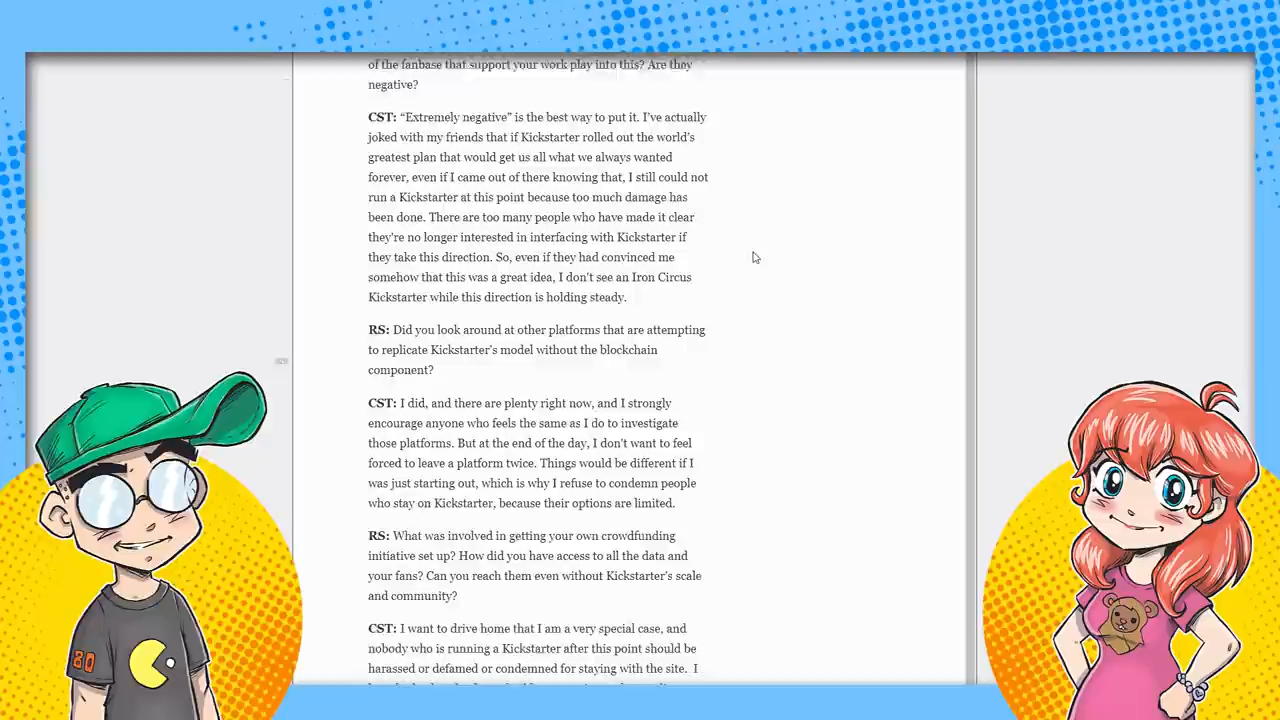 of the fanbase that support your work play into this? Are they
negative?
CST: “Extremely negative” is the best way to put it. I’ve actually
joked with my friends that if Kickstarter rolled out the world’s
greatest plan that would get us all what we always wanted
forever, even if I came out of there knowing that, I still could not
run a Kickstarter at this point because too much damage has
been done. There are too many people who have made it clear
they’re no longer interested in interfacing with Kickstarter if
they take this direction. So, even if they had convinced me
somehow that this was a great idea, I don’t see an Iron Circus
Kickstarter while this direction is holding steady.
RS: Did you look around at other platforms that are attempting
to replicate Kickstarter’s model without the blockchain
component?
CST: I did, and there are plenty right now, and I strongly
encourage anyone who feels the same as I do to investigate
those platforms. But at the end of the day, I don’t want to feel
forced to leave a platform twice. Things would be different if I
was just starting out, which is why I refuse to condemn people
who stay on Kickstarter, because their options are limited.
RS: What was involved in getting your own crowdfunding
initiative set up? How did you have access to all the data and
your fans? Can you reach them even without Kickstarter’s scale
and community?
CST: I want to drive home that I am a very special case, and
nobody who is running a Kickstarter after this point should be
harassed or defamed or condemned for staying with the site. I
80